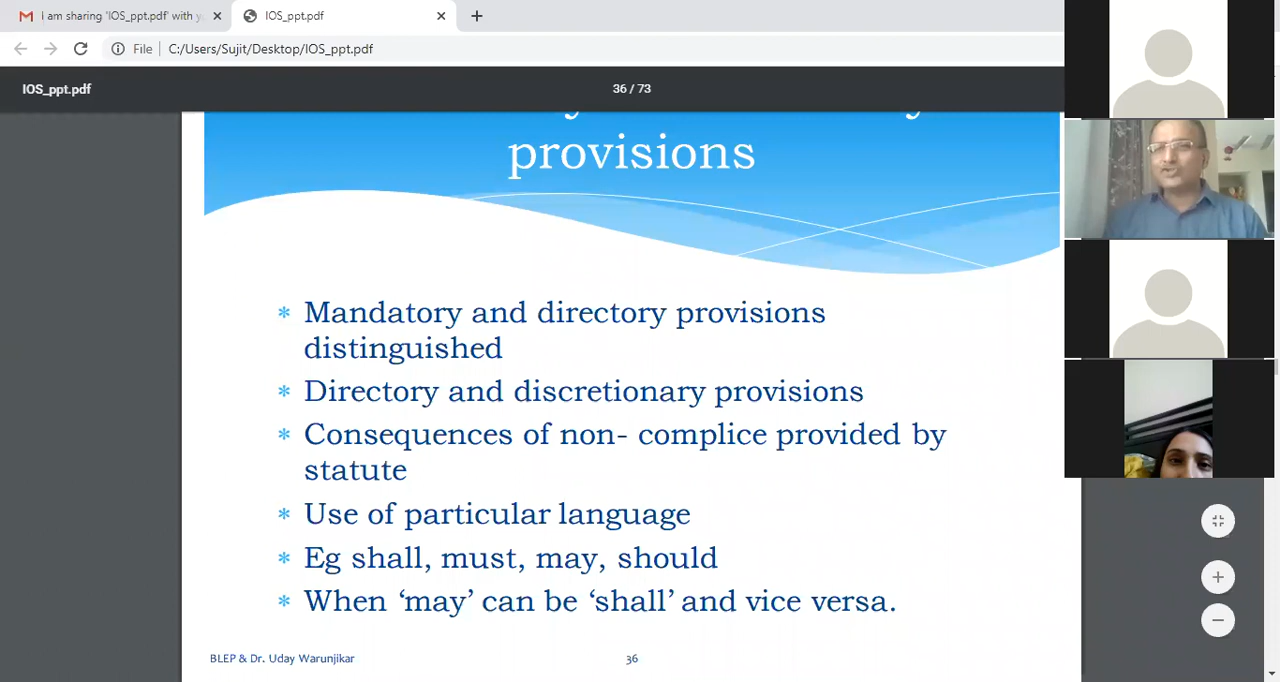 I am sharing 'IOS_ppt.pdf' with
IOS_ppt.pdf
File
C:/Users/Sujit/Desktop/IOS_ppt.pdf
IOS_ppt.pdf
36 / 73
provisions
* Mandatory and directory provisions
distinguished
* Directory and discretionary provisions
* Consequences of non- complice provided by
statute
* Use of particular language
* Eg shall, must, may, should
* When ‘may’ can be ‘shall’ and vice versa.
BLEP & Dr. Uday Warunjikar
36